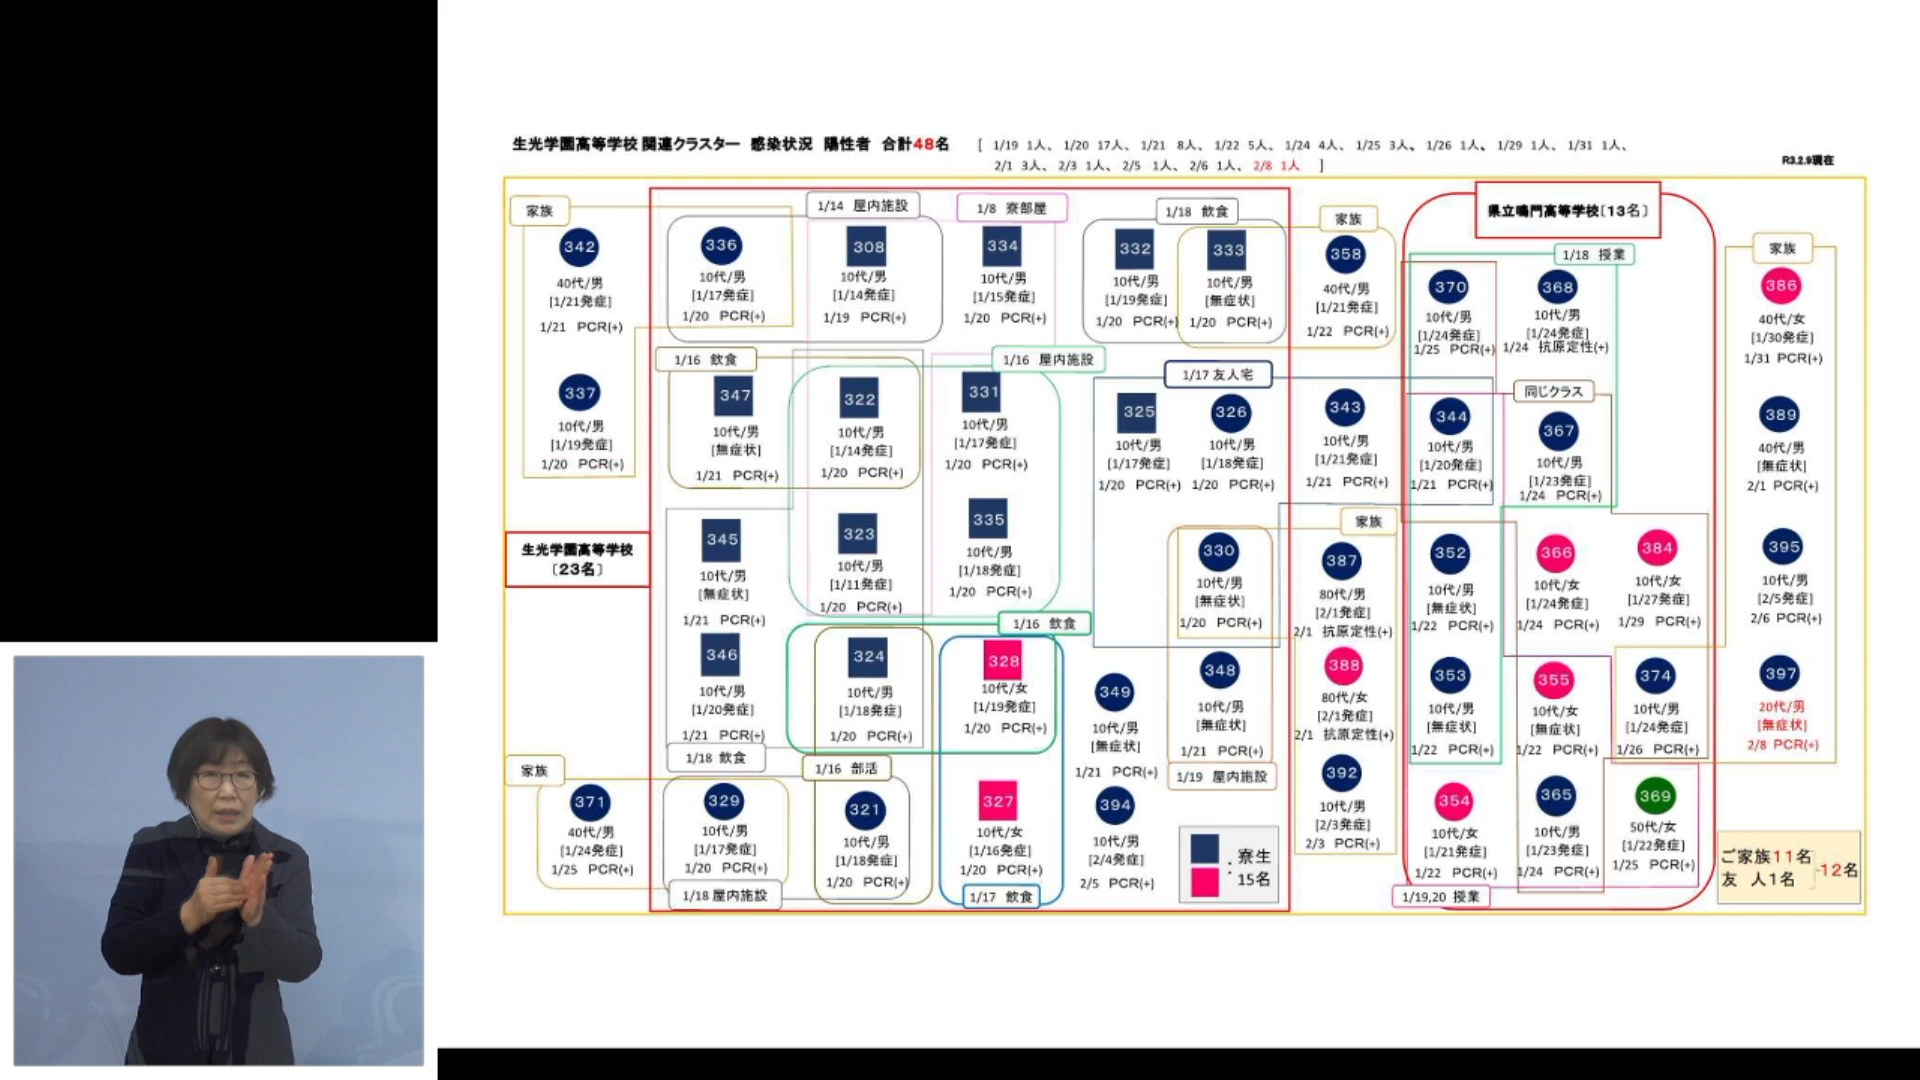 生光学園高等学校 関連クラスター 感染状況 陽性者 合計48名
[ 1/19 1人、 1/20 17人、 1/21 8人、 1/22 5人、 1/24 4人、 1/25 3人、 1/26 1人、 1/29 1人、 1/31 1人、
2/1 3人、 2/3 1人、 2/5 1人、 2/6 1人、 2/8 1人 ]
R3.2.9現在
家族
342
40代/男
[1/21発症]
1/21 PCR(+)
337
10代/男
[1/19発症]
1/20 PCR(+)
生光学園高等学校
〔23名〕
家族
371
40代/男
[1/24発症]
1/25 PCR(+)
336
10代/男
[1/17発症]
1/20 PCR(+)
1/14 屋内施設
308
10代/男
[1/14発症]
1/19 PCR(+)
1/8 寮部屋
334
10代/男
[1/15発症]
1/20 PCR(+)
1/18 飲食
332
10代/男
[1/19発症]
1/20 PCR(+)
333
10代/男
[無症状]
1/20 PCR(+)
家族
358
40代/男
[1/21発症]
1/22 PCR(+)
1/16 飲食
347
10代/男
[無症状]
1/21 PCR(+)
322
10代/男
[1/14発症]
1/20 PCR(+)
1/16 屋内施設
331
10代/男
[1/17発症]
1/20 PCR(+)
1/17 友人宅
325
10代/男
[1/17発症]
1/20 PCR(+)
326
10代/男
[1/18発症]
1/20 PCR(+)
343
10代/男
[1/21発症]
1/21 PCR(+)
345
10代/男
[無症状]
1/21 PCR(+)
323
10代/男
[1/11発症]
1/20 PCR(+)
335
10代/男
[1/18発症]
1/20 PCR(+)
330
10代/男
[無症状]
1/20 PCR(+)
家族
387
80代/男
[2/1発症]
2/1 抗原定性(+)
346
10代/男
[1/20発症]
1/21 PCR(+)
1/18 飲食
324
10代/男
[1/18発症]
1/20 PCR(+)
1/16 飲食
328
10代/女
[1/19発症]
1/20 PCR(+)
349
10代/男
[無症状]
1/21 PCR(+)
348
10代/男
[無症状]
1/21 PCR(+)
1/19 屋内施設
388
80代/女
[2/1発症]
2/1 抗原定性(+)
329
10代/男
[1/17発症]
1/20 PCR(+)
1/18 屋内施設
1/16 部活
321
10代/男
[1/18発症]
1/20 PCR(+)
327
10代/女
[1/16発症]
1/20 PCR(+)
1/17 飲食
394
10代/男
[2/4発症]
2/5 PCR(+)
: 寮生
15名
392
10代/男
[2/3発症]
2/3 PCR(+)
県立鳴門高等学校〔13名〕
1/18 授業
370
10代/男
[1/24発症]
1/25 PCR(+)
368
10代/男
[1/24発症]
1/24 抗原定性(+)
344
10代/男
[1/20発症]
1/21 PCR(+)
同じクラス
367
10代/男
[1/23発症]
1/24 PCR(+)
352
10代/男
[無症状]
1/22 PCR(+)
366
10代/女
[1/24発症]
1/24 PCR(+)
384
10代/女
[1/27発症]
1/29 PCR(+)
353
10代/男
[無症状]
1/22 PCR(+)
355
10代/女
[無症状]
1/22 PCR(+)
374
10代/男
[1/24発症]
1/26 PCR(+)
354
10代/女
[1/21発症]
1/22 PCR(+)
365
10代/男
[1/23発症]
1/24 PCR(+)
369
50代/女
[1/22発症]
1/25 PCR(+)
1/19,20 授業
家族
386
40代/女
[1/30発症]
1/31 PCR(+)
389
40代/男
[無症状]
2/1 PCR(+)
395
10代/男
[2/5発症]
2/6 PCR(+)
397
20代/男
[無症状]
2/8 PCR(+)
ご家族11名
友 人1名
12名